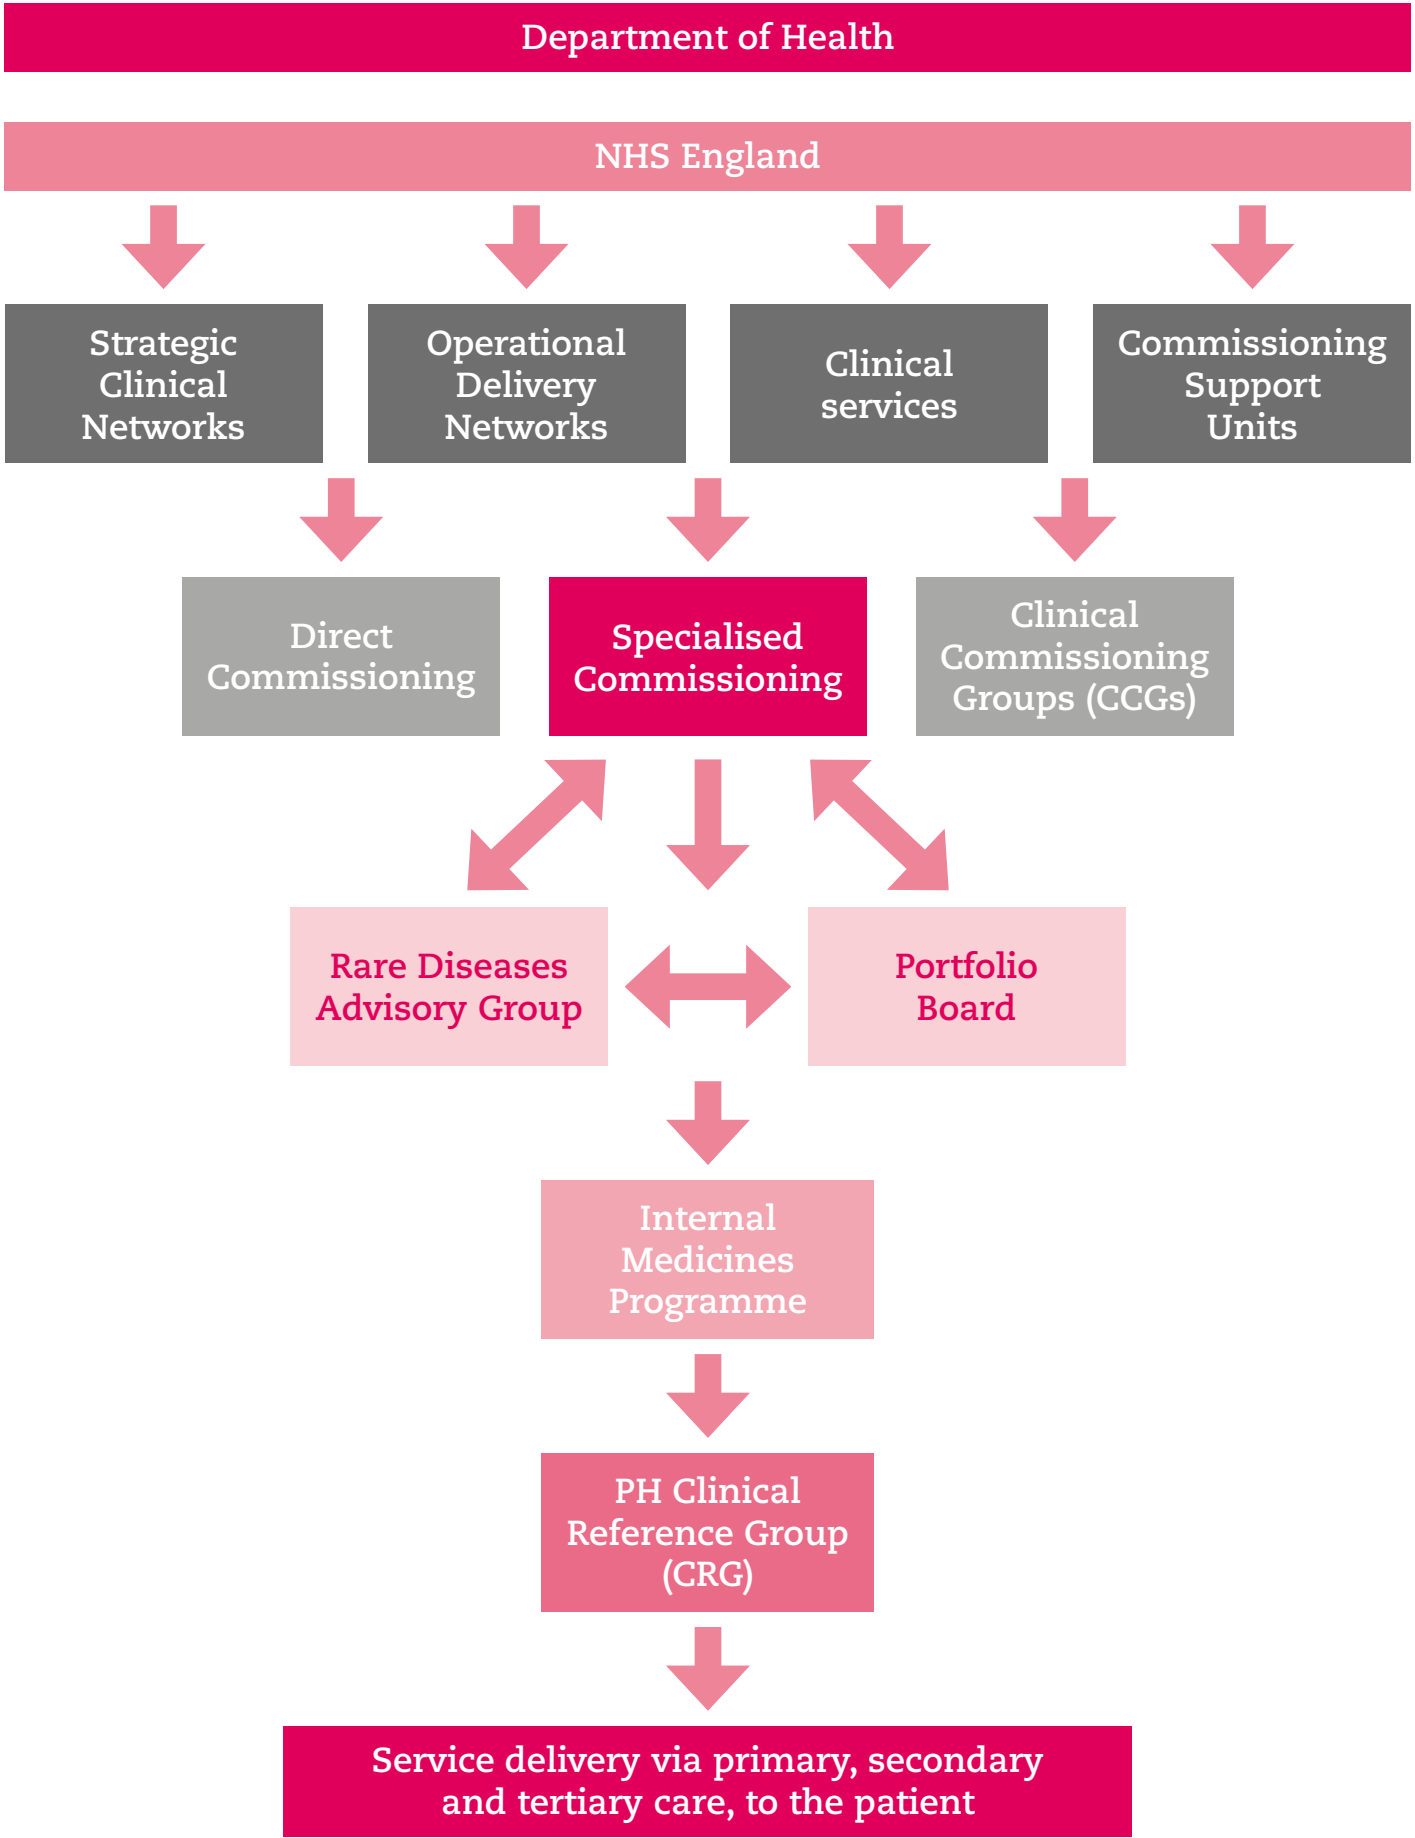 Department of Health
NHS England
Strategic
Clinical
Networks
Operational
Delivery
Networks
Clinical
services
Commissioning
Support
Units
Direct
Commissioning
Specialised
Commissioning
Clinical
Commissioning
Groups (CCGs)
Rare Diseases
Advisory Group
Portfolio
Board
Internal
Medicines
Programme
PH Clinical
Reference Group
(CRG)
Service delivery via primary, secondary
and tertiary care, to the patient